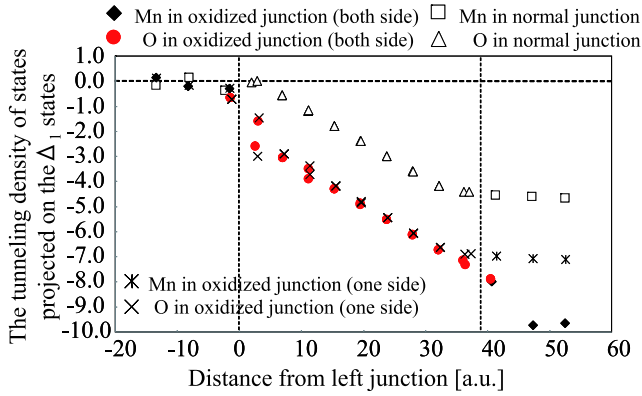 Mn in oxidized junction (both side)
Mn in normal junction
O in oxidized junction (both side)
O in normal junction
The tunneling density of states
projected on the Δ1 states
1.0
0.0
-1.0
-2.0
-3.0
-4.0
-5.0
-6.0
-7.0
-8.0
-9.0
-10.0
Mn in oxidized junction (one side)
O in oxidized junction (one side)
-20
-10
0
10
20
30
40
50
60
Distance from left junction [a.u.]